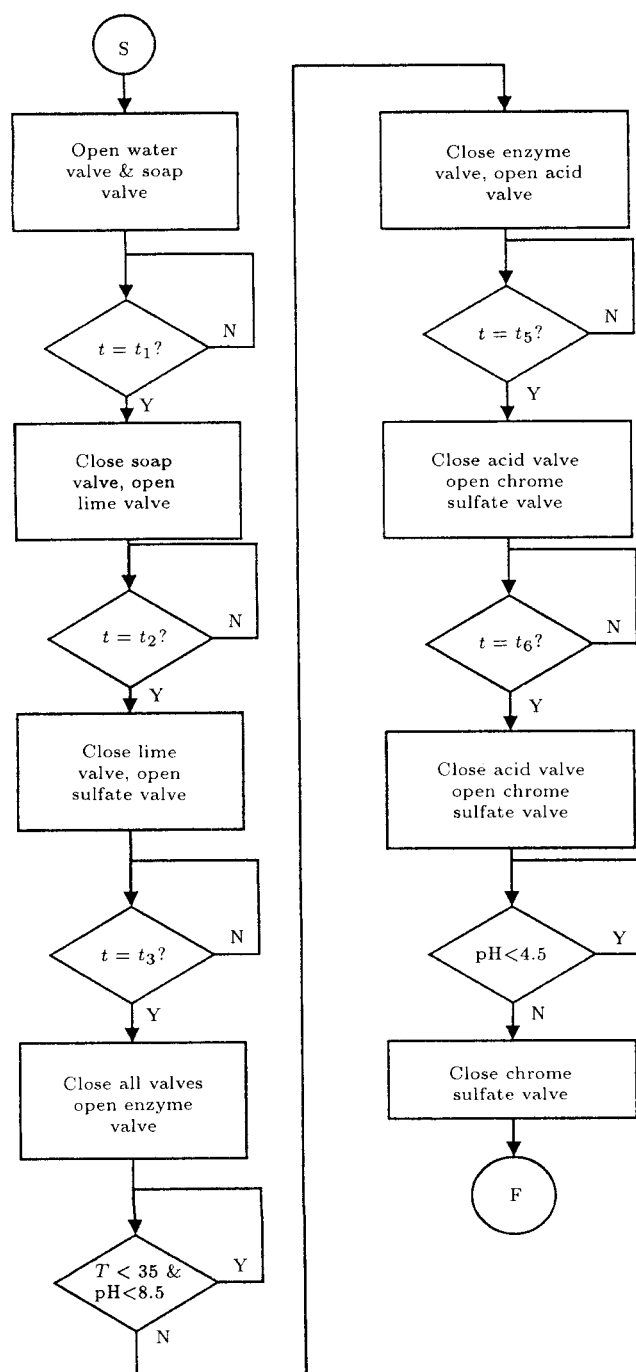 S
Open water
valve & soap
valve
N
t = t1?
Y
Close soap
valve, open
lime valve
N
t = t2?
Y
Close lime
valve, open
sulfate valve
N
t = t3?
Y
Close all valves
open enzyme
valve
T < 35 &
Y
pH<8.5
N
Close enzyme
valve, open acid
valve
N
t = t5?
Y
Close acid valve
open chrome
sulfate valve
N
t = t6?
Y
Close acid valve
open chrome
sulfate valve
Y
pH<4.5
N
Close chrome
sulfate valve
F